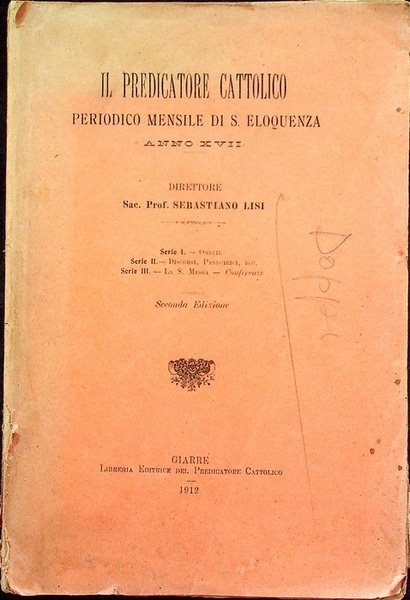 IL PREDICATORE CATTOLICO
PERIODICO MENSILE DI S. ELOQUENZA
ANNO XVII
DIRETTORE
Sac. Prof. SEBASTIANO LISI
Serie I. — OMELIE
Serie II. — DISCORSI, PANEGIRICI, ECC.
Serie III. — LA S. MESSA — Conferenze
Seconda Edizione
GIARRE
LIBRERIA EDITRICE DEL PREDICATORE CATTOLICO
1912